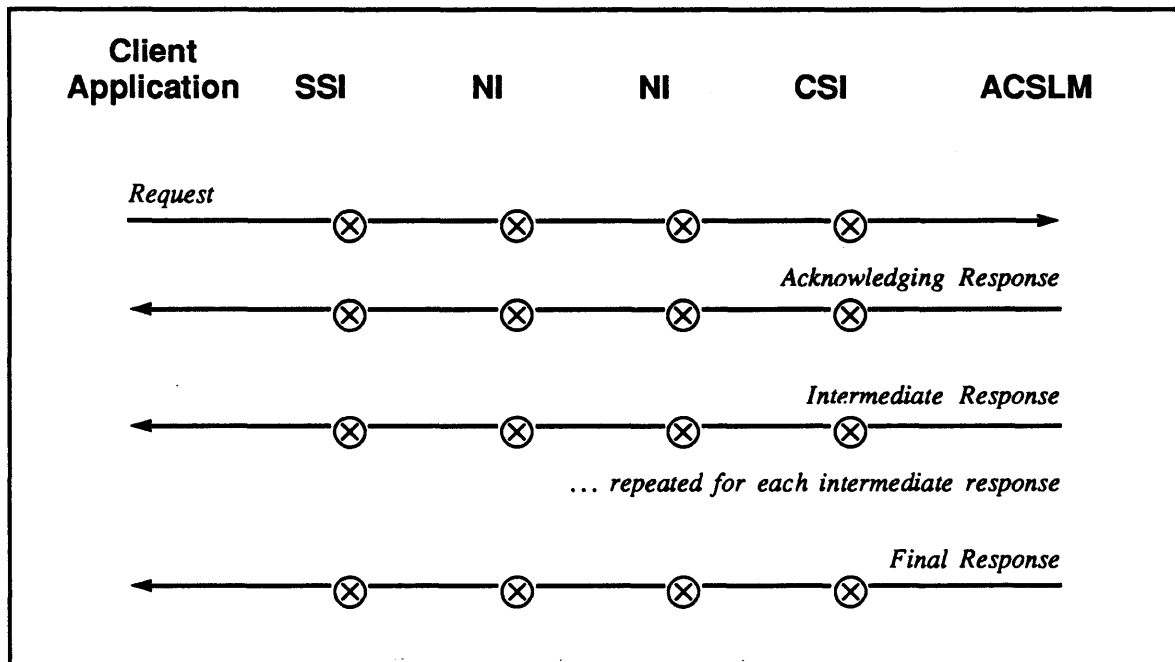 Client
Application SSI NI NI CSI ACSLM
Request
Acknowledging Response
Intermediate Response
... repeated for each intermediate response
Final Response